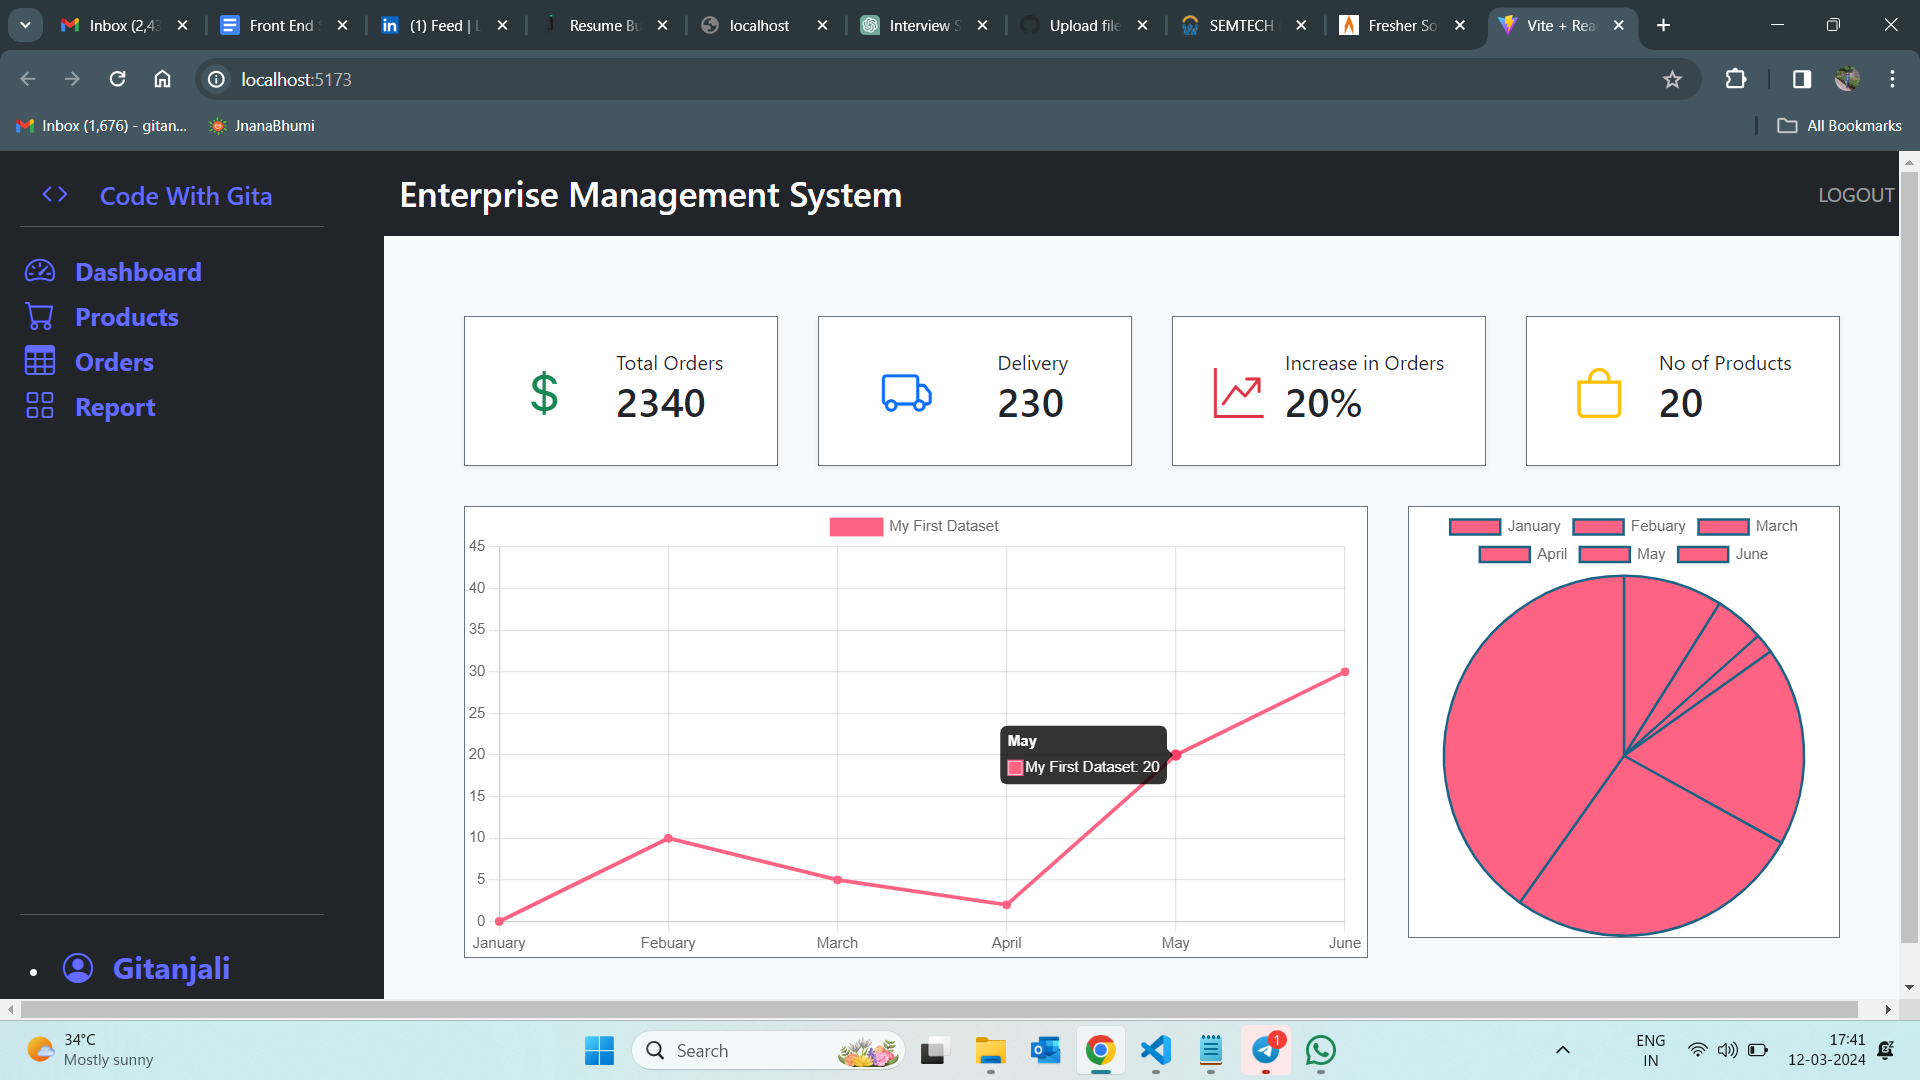 Inbox (2,43
Front End
(1) Feed | L
Resume Bu
localhost
Interview S
Upload file
SEMTECH
Fresher So
Vite + Rea
localhost:5173
Inbox (1,676) - gitan...
JnanaBhumi
All Bookmarks
Code With Gita
Enterprise Management System
LOGOUT
Dashboard
Products
Orders
Report
Total Orders
2340
Delivery
230
Increase in Orders
20%
No of Products
20
My First Dataset
45
40
35
30
25
20
15
10
5
0
January
Febuary
March
April
May
June
May
My First Dataset: 20
January Febuary March
April May June
Gitanjali
34°C
Mostly sunny
Search
1
ENG
IN
17:41
12-03-2024